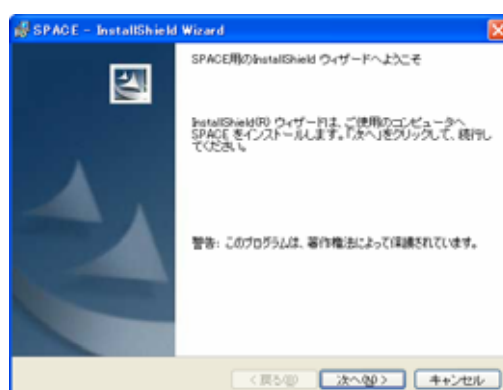 SPACE - InstallShield Wizard
SPACE用のInstallShield ウィザードへようこそ
InstallShield(R) ウィザードは、ご使用のコンピュータへ
SPACE をインストールします。「次へ」をクリックして、続行し
てください。
警告: このプログラムは、著作権法によって保護されています。
< 戻る(B)
次へ(N) >
キャンセル